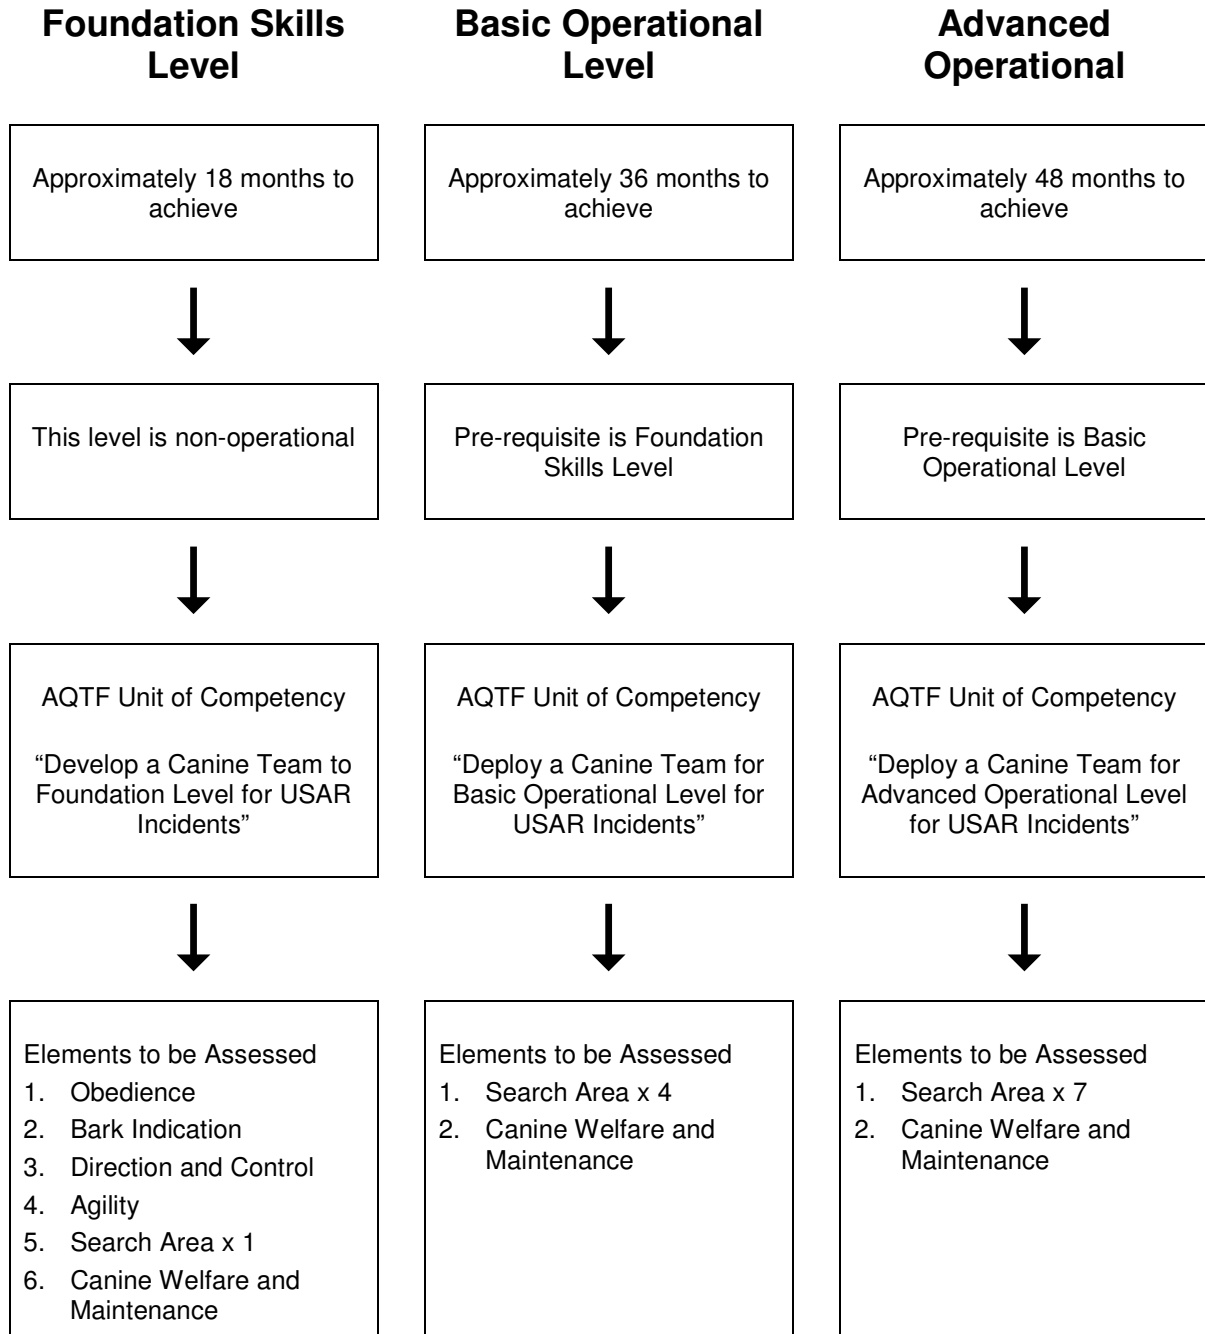 Foundation Skills
Level
Approximately 18 months to
achieve
This level is non-operational
AQTF Unit of Competency
“Develop a Canine Team to
Foundation Level for USAR
Incidents”
Elements to be Assessed
1. Obedience
2. Bark Indication
3. Direction and Control
4. Agility
5. Search Area x 1
6. Canine Welfare and
Maintenance
Basic Operational
Level
Approximately 36 months to
achieve
Pre-requisite is Foundation
Skills Level
AQTF Unit of Competency
“Deploy a Canine Team for
Basic Operational Level for
USAR Incidents”
Elements to be Assessed
1. Search Area x 4
2. Canine Welfare and
Maintenance
Advanced
Operational
Approximately 48 months to
achieve
Pre-requisite is Basic
Operational Level
AQTF Unit of Competency
“Deploy a Canine Team for
Advanced Operational Level
for USAR Incidents”
Elements to be Assessed
1. Search Area x 7
2. Canine Welfare and
Maintenance